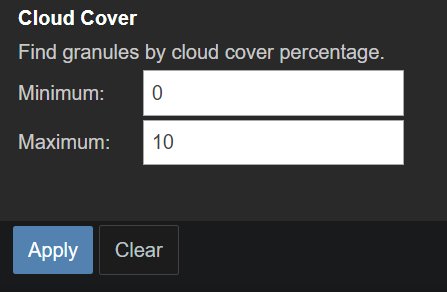 Cloud Cover
Find granules by cloud cover percentage.
Minimum: 0
Maximum: 10
Apply Clear